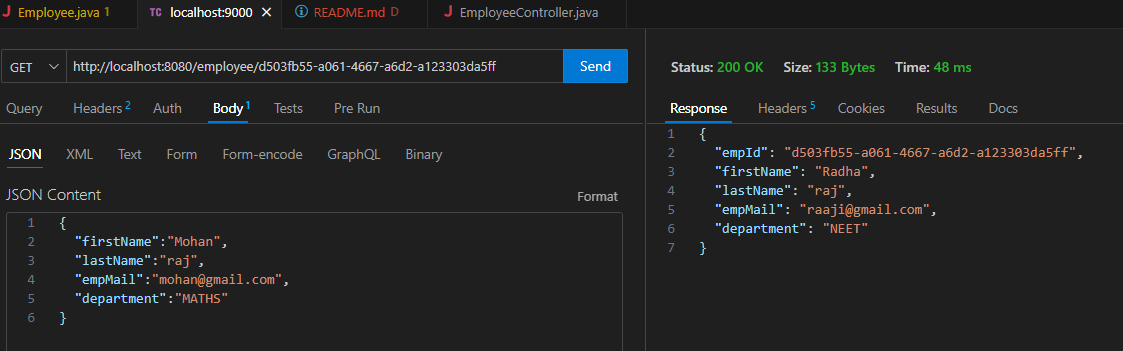 J Employee.java 1 TC localhost:9000 × README.md D J EmployeeController.java
GET http://localhost:8080/employee/d503fb55-a061-4667-a6d2-a123303da5ff Send
Query Headers 2 Auth Body 1 Tests Pre Run
JSON XML Text Form Form-encode GraphQL Binary
JSON Content Format
1 {
2 "firstName":"Mohan",
3 "lastName":"raj",
4 "empMail":"mohan@gmail.com",
5 "department":"MATHS"
6 }
Status: 200 OK Size: 133 Bytes Time: 48 ms
Response Headers 5 Cookies Results Docs
1 {
2 "empId": "d503fb55-a061-4667-a6d2-a123303da5ff",
3 "firstName": "Radha",
4 "lastName": "raj",
5 "empMail": "raaji@gmail.com",
6 "department": "NEET"
7 }